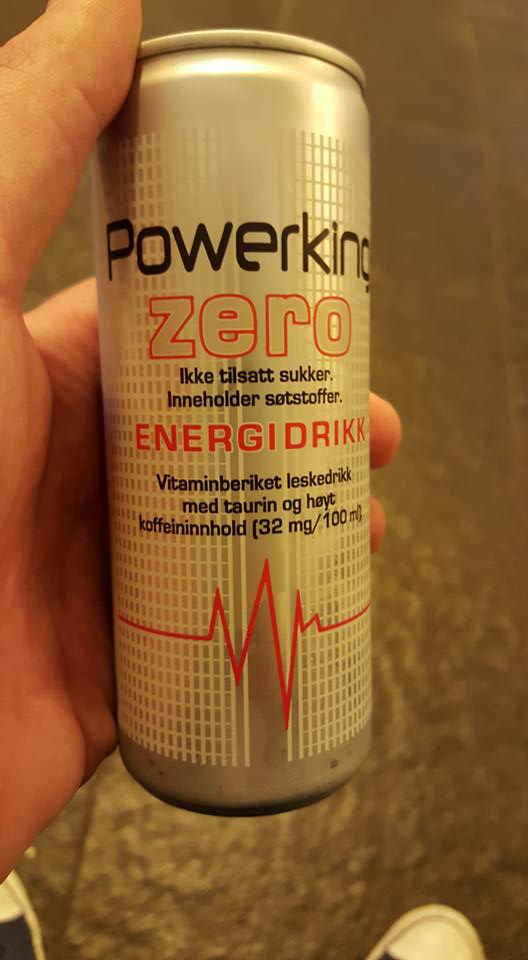 Powerking
zero
Ikke tilsatt sukker.
Inneholder søtstoffer.
ENERGIDRIKK
Vitaminberiket leskedrikk
med taurin og høyt
koffeininnhold (32 mg/100 ml)